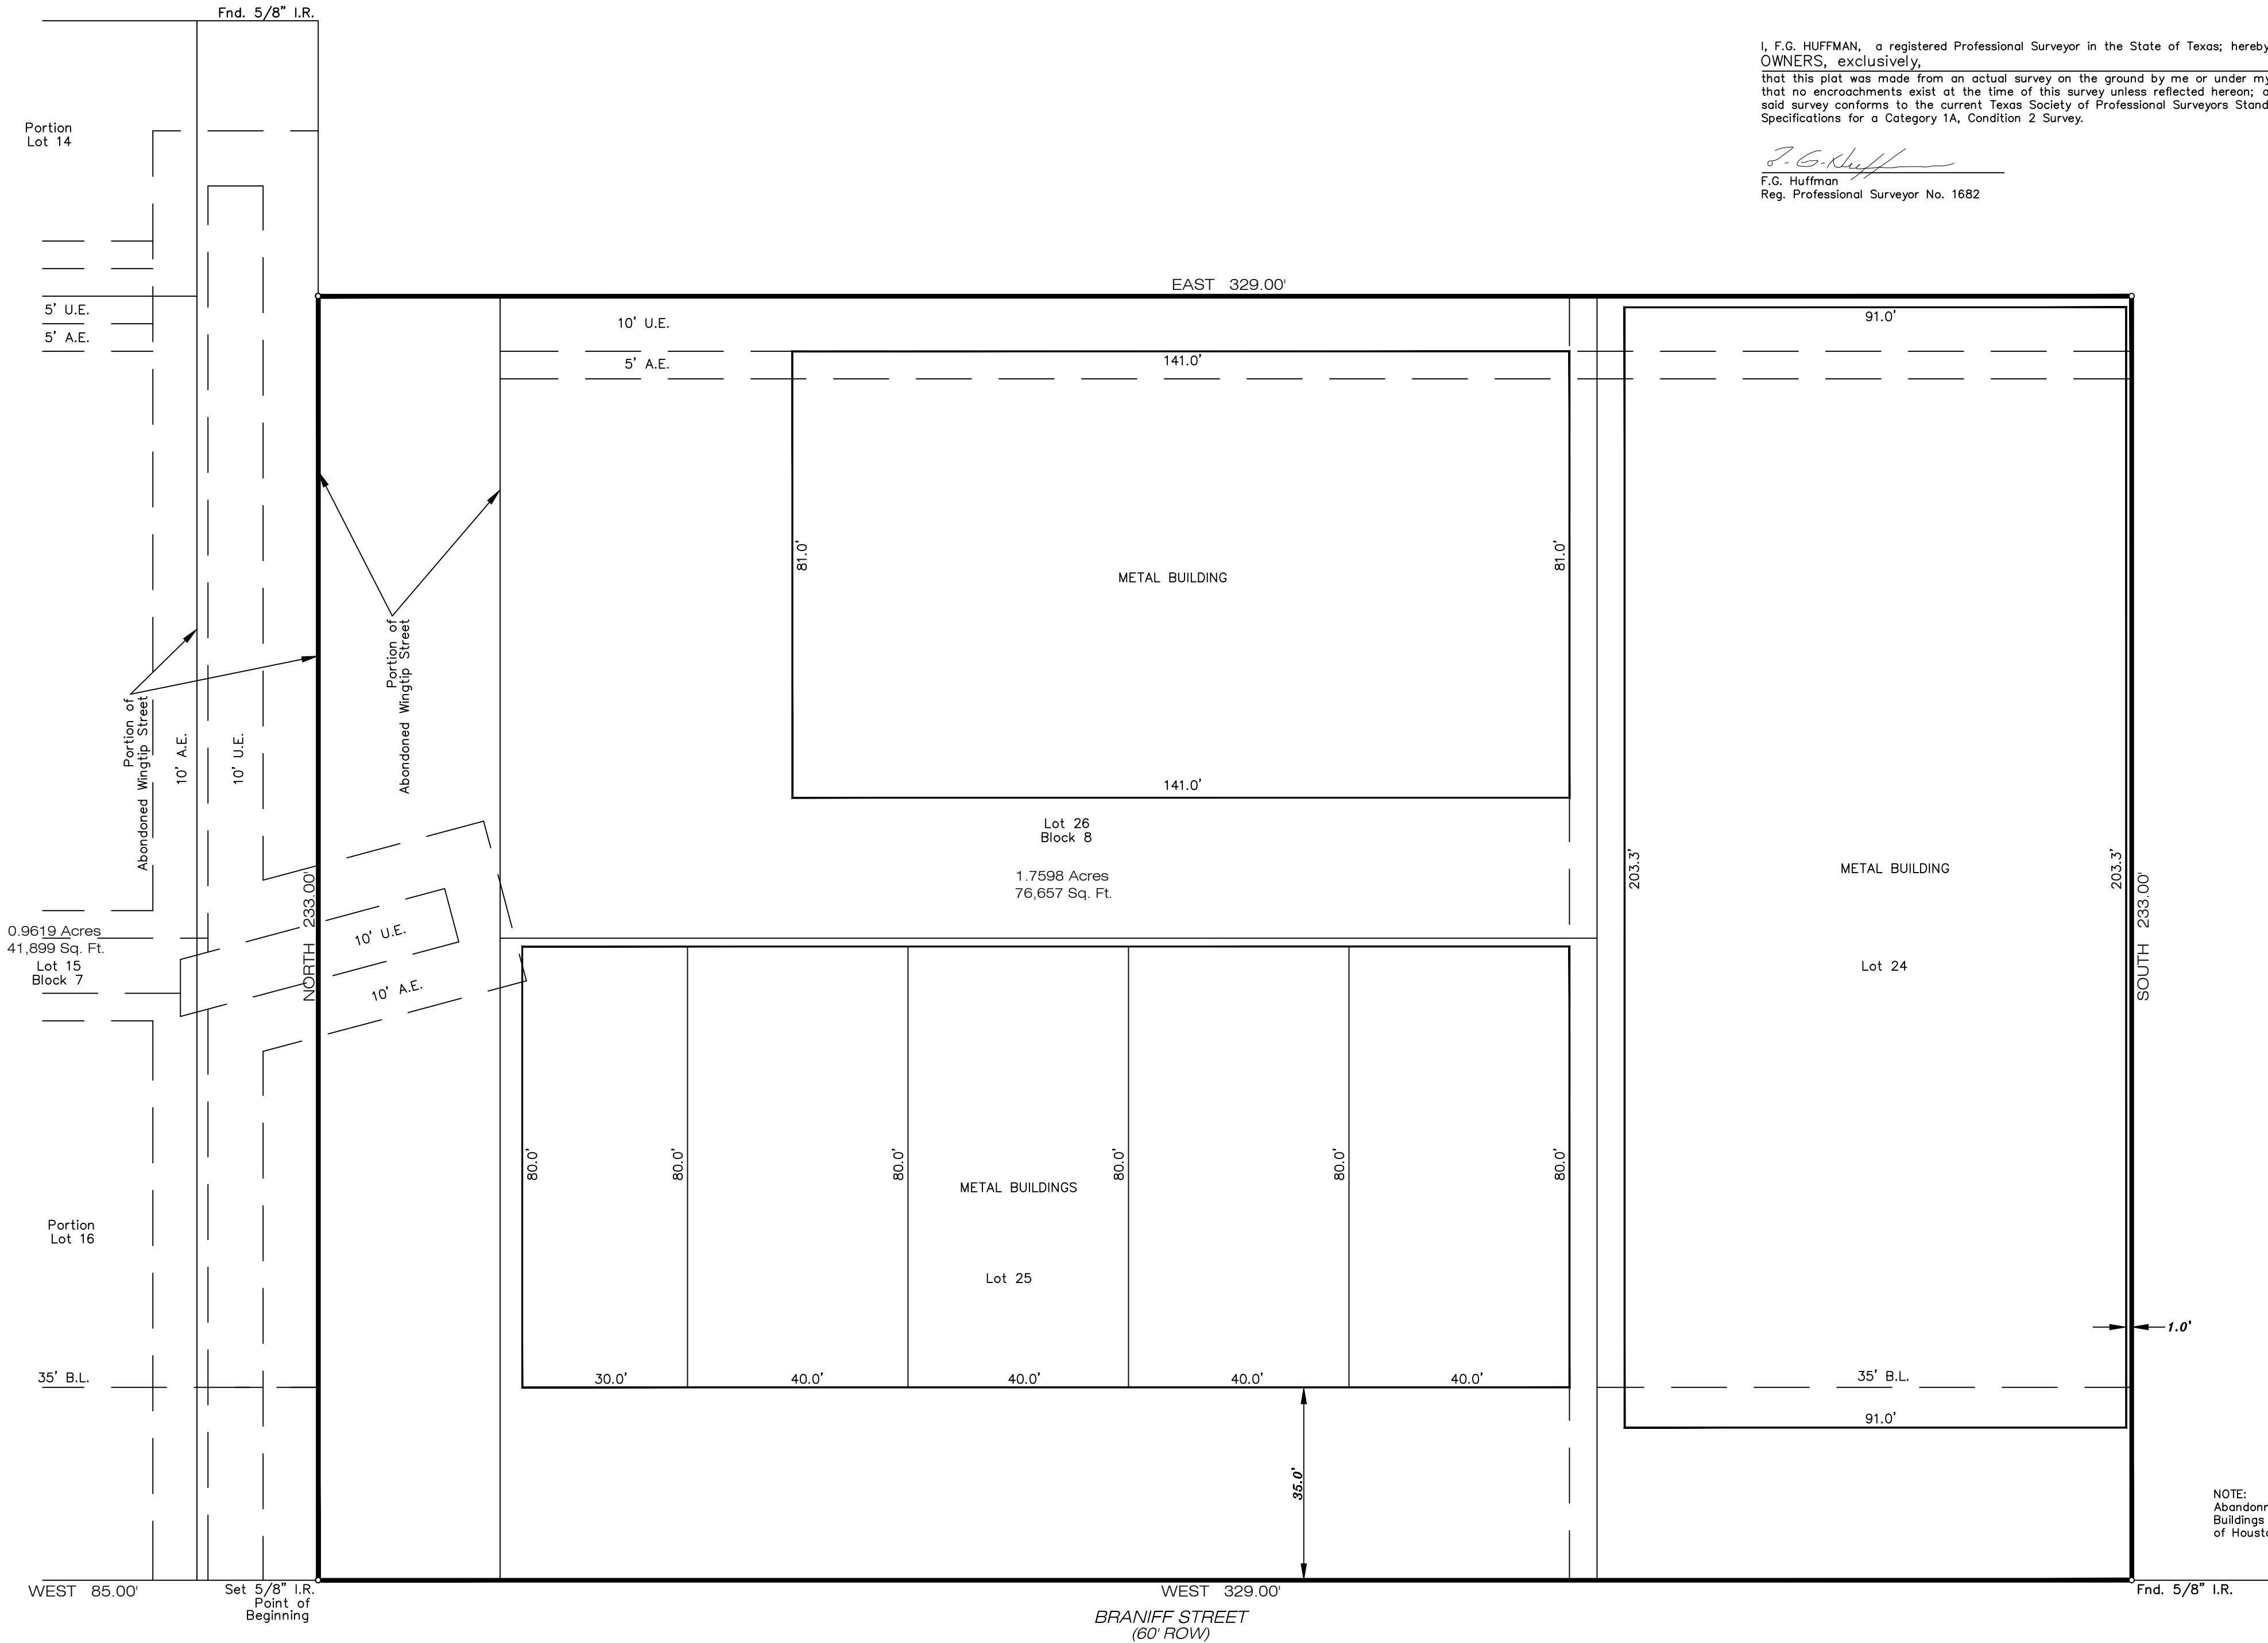 Fnd. 5/8" I.R.
I, F.G. HUFFMAN, a registered Professional Surveyor in the State of Texas; hereby
OWNERS, exclusively,
that this plat was made from an actual survey on the ground by me or under my
that no encroachments exist at the time of this survey unless reflected hereon;
said survey conforms to the current Texas Society of Professional Surveyors
Specifications for a Category 1A, Condition 2 Survey.
F.G. Huffman
F.G. Huffman
Reg. Professional Surveyor No. 1682
Portion
Lot 14
EAST 329.00'
5' U.E.
5' A.E.
10' U.E.
5' A.E.
141.0'
91.0'
81.0'
81.0'
METAL BUILDING
Portion of
Abondoned Wingtip Street
Portion of
Abondoned Wingtip Street
10' A.E.
10' U.E.
141.0'
Lot 26
Block 8
1.7598 Acres
76,657 Sq. Ft.
203.3'
METAL BUILDING
203.3'
SOUTH 233.00'
NORTH 233.00'
0.9619 Acres
41,899 Sq. Ft.
Lot 15
Block 7
10' U.E.
10' A.E.
Lot 24
80.0'
80.0'
80.0'
80.0'
80.0'
80.0'
METAL BUILDINGS
Portion
Lot 16
Lot 25
1.0'
35' B.L.
30.0'
40.0'
40.0'
40.0'
40.0'
35' B.L.
91.0'
35.0'
NOTE:
Buildings
WEST 85.00'
Set 5/8" I.R.
Point of
Beginning
WEST 329.00'
Fnd. 5/8" I.R.
BRANIFF STREET
(60' ROW)